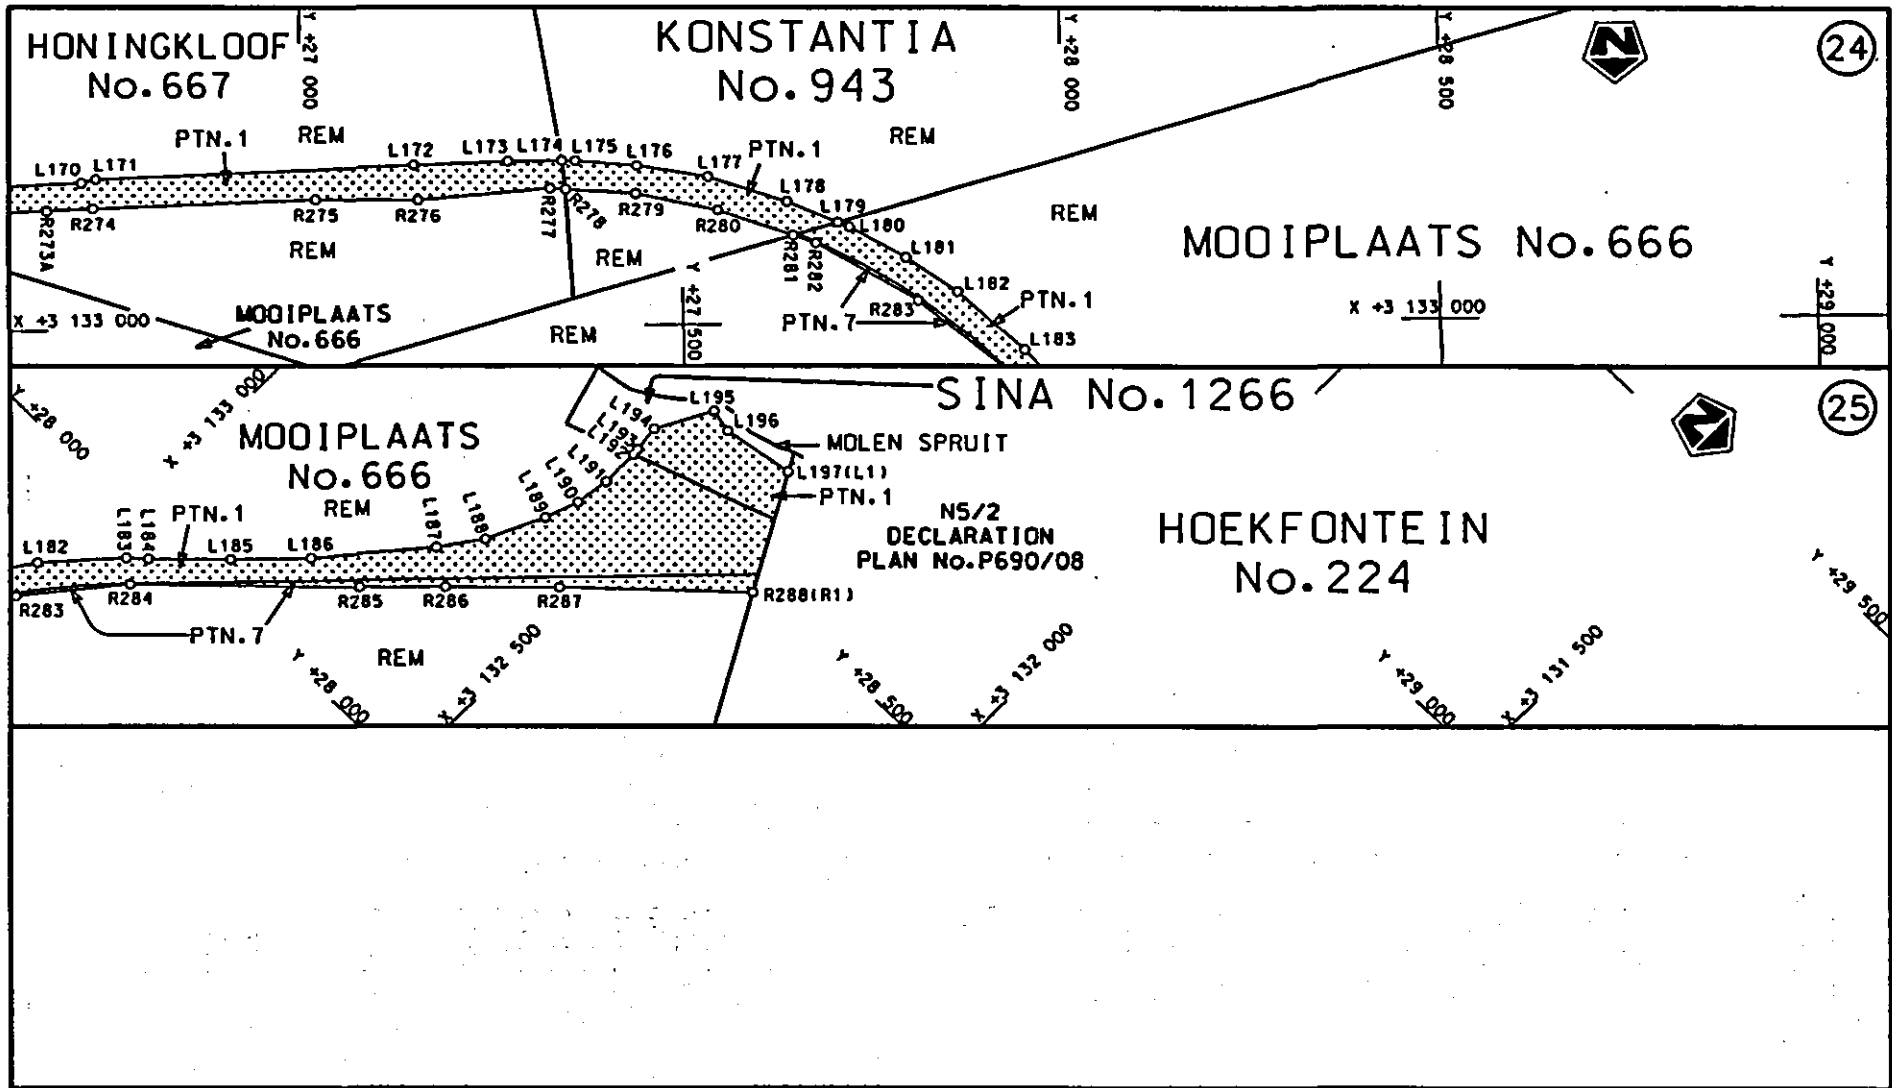 HONINGKLOOF
No.667
Y +27 000
KONSTANTIA
No.943
Y +28 000
Y +28 500
N
24
PTN.1
REM
REM
L170
L171
L172
L173
L174
L175
L176
L177
PTN.1
L178
L179
L180
L181
L182
PTN.1
L183
R273A
R274
R275
R276
R277
R278
R279
R280
R281
R282
R283
REM
REM
REM
MOOIPLAATS No.666
X +3 133 000
MOOIPLAATS
No.666
REM
Y +27 500
PTN.7
X +3 133 000
Y +29 000
Y +28 000
X +3 133 000
MOOIPLAATS
No.666
REM
SINA No.1266
N
25
L182
L183
L184
PTN.1
L185
L186
L187
L188
L189
L190
L191
L192
L193
L194
L195
L196
MOLEN SPRUIT
L197(L1)
PTN.1
N5/2
DECLARATION
PLAN No.P690/08
HOEKFONTEIN
No.224
R283
R284
R285
R286
R287
R288(R1)
PTN.7
REM
Y +28 000
X +3 132 500
Y +28 500
X +3 132 000
Y +29 000
X +3 131 500
Y +29 500